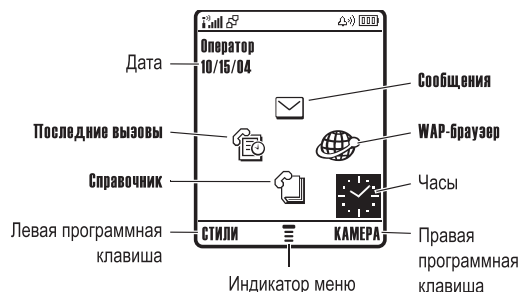 Оператор
10/15/04
Дата
Сообщения
Последние вызовы
WAP-браузер
Справочник
Часы
Левая программная
клавиша
СТИЛИ
КАМЕРА
Правая
программная
клавиша
Индикатор меню